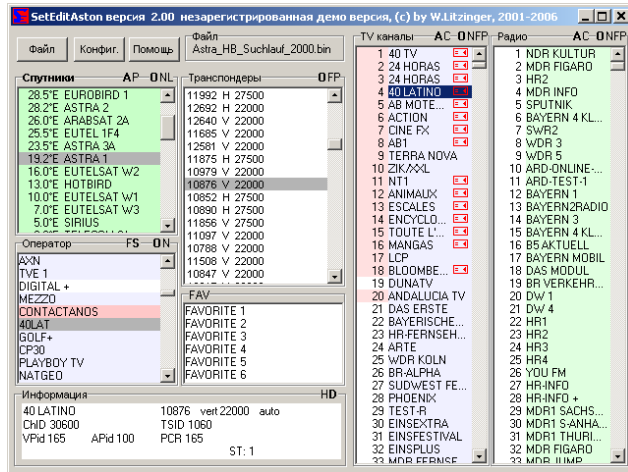 SetEditAston версия 2.00 незарегистрированная демо версия, (c) by W.Litzinger, 2001-2006
Файл Конфиг. Помощь
Файл
Astra_HB_Suchlauf_2000.bin
Спутники AP ONL
28.5°E EUROBIRD 1
28.2°E ASTRA 2
26.0°E ARABSAT 2A
25.5°E EUTEL 1F4
23.5°E ASTRA 3A
19.2°E ASTRA 1
16.0°E EUTELSAT W2
13.0°E HOTBIRD
10.0°E EUTELSAT W1
7.0°E EUTELSAT W3
5.0°E SIRIUS
Транспондеры OFP
11992 H 27500
12692 H 22000
12640 V 22000
11685 V 22000
12581 V 22000
11875 H 27500
10979 V 22000
10876 V 22000
10852 H 27500
10890 H 27500
11856 V 27500
11097 V 22000
10788 V 22000
11508 V 22000
10847 V 22000
Оператор FS ON
AXN
TVE 1
DIGITAL +
MEZZO
CONTACTANOS
40LAT
GOLF+
CP30
PLAYBOY TV
NATGEO
FAV
FAVORITE 1
FAVORITE 2
FAVORITE 3
FAVORITE 4
FAVORITE 5
FAVORITE 6
Информация HD
40 LATINO 10876 vert 22000 auto
ChID 30600 TSID 1060
VPid 165 APid 100 PCR 165
ST: 1
TV каналы AC ONFP
1 40 TV
2 24 HORAS
3 24 HORAS
4 40 LATINO
5 AB MOTE...
6 ACTION
7 CINE FX
8 AB1
9 TERRA NOVA
10 ZIK/XXL
11 NT1
12 ANIMAUX
13 ESCALES
14 ENCYCLO...
15 TOUTE L'...
16 MANGAS
17 LCP
18 BLOOMBE...
19 DUNATV
20 ANDALUCIA TV
21 DAS ERSTE
22 BAYERISCHE...
23 HR-FERNSEH...
24 ARTE
25 WDR KOLN
26 BR-ALPHA
27 SUDWEST FE...
28 PHOENIX
29 TEST-R
30 EINSEXTRA
31 EINSFESTIVAL
32 EINSPLUS
33 MDR FERNSE...
Радио AC ONFP
1 NDR KULTUR
2 MDR FIGARO
3 HR2
4 MDR INFO
5 SPUTNIK
6 BAYERN 4 KL...
7 SWR2
8 WDR 3
9 WDR 5
10 ARD-ONLINE-...
11 ARD-TEST-1
12 BAYERN 1
13 BAYERN2RADIO
14 BAYERN 3
15 BAYERN 4 KL...
16 B5 AKTUELL
17 BAYERN MOBIL
18 DAS MODUL
19 BR VERKEHR...
20 DW 1
21 DW 4
22 HR1
23 HR2
24 HR3
25 HR4
26 YOU FM
27 HR-INFO
28 HR-INFO +
29 MDR1 SACHS...
30 MDR1 S-ANHA...
31 MDR1 THURI...
32 MDR FIGARO
33 MDR JUMP